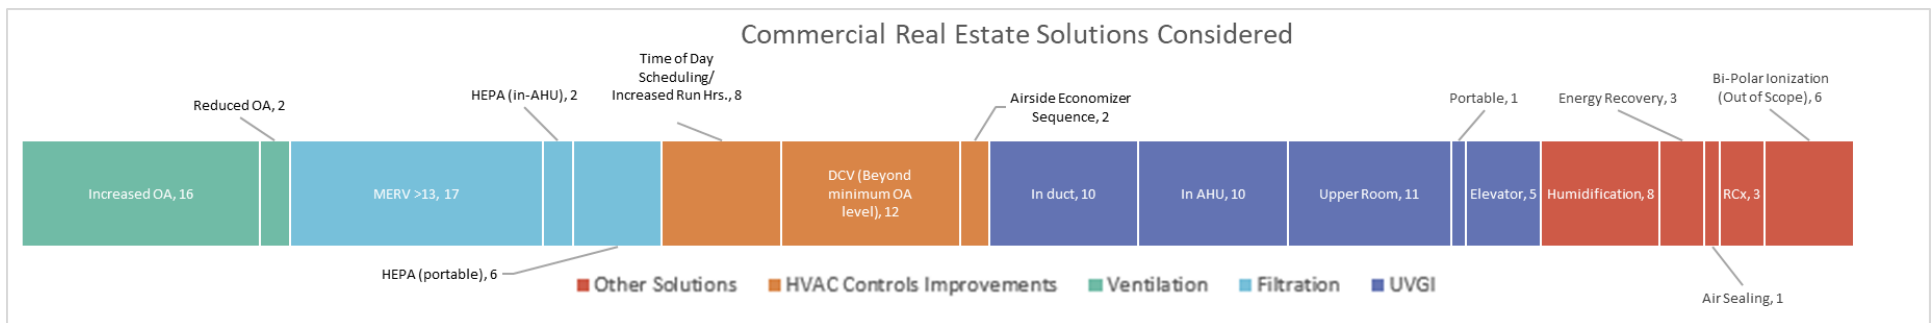 Commercial Real Estate Solutions Considered
Reduced OA, 2
HEPA (in-AHU), 2
Time of Day
Scheduling/
Increased Run Hrs., 8
Airside Economizer
Sequence, 2
Portable, 1
Energy Recovery, 3
Bi-Polar Ionization
(Out of Scope), 6
Increased OA, 16
MERV >13, 17
DCV (Beyond
minimum OA
level), 12
In duct, 10
In AHU, 10
Upper Room, 11
Elevator, 5
Humidification, 8
RCx, 3
HEPA (portable), 6
Air Sealing, 1
Other Solutions
HVAC Controls Improvements
Ventilation
Filtration
UVGI